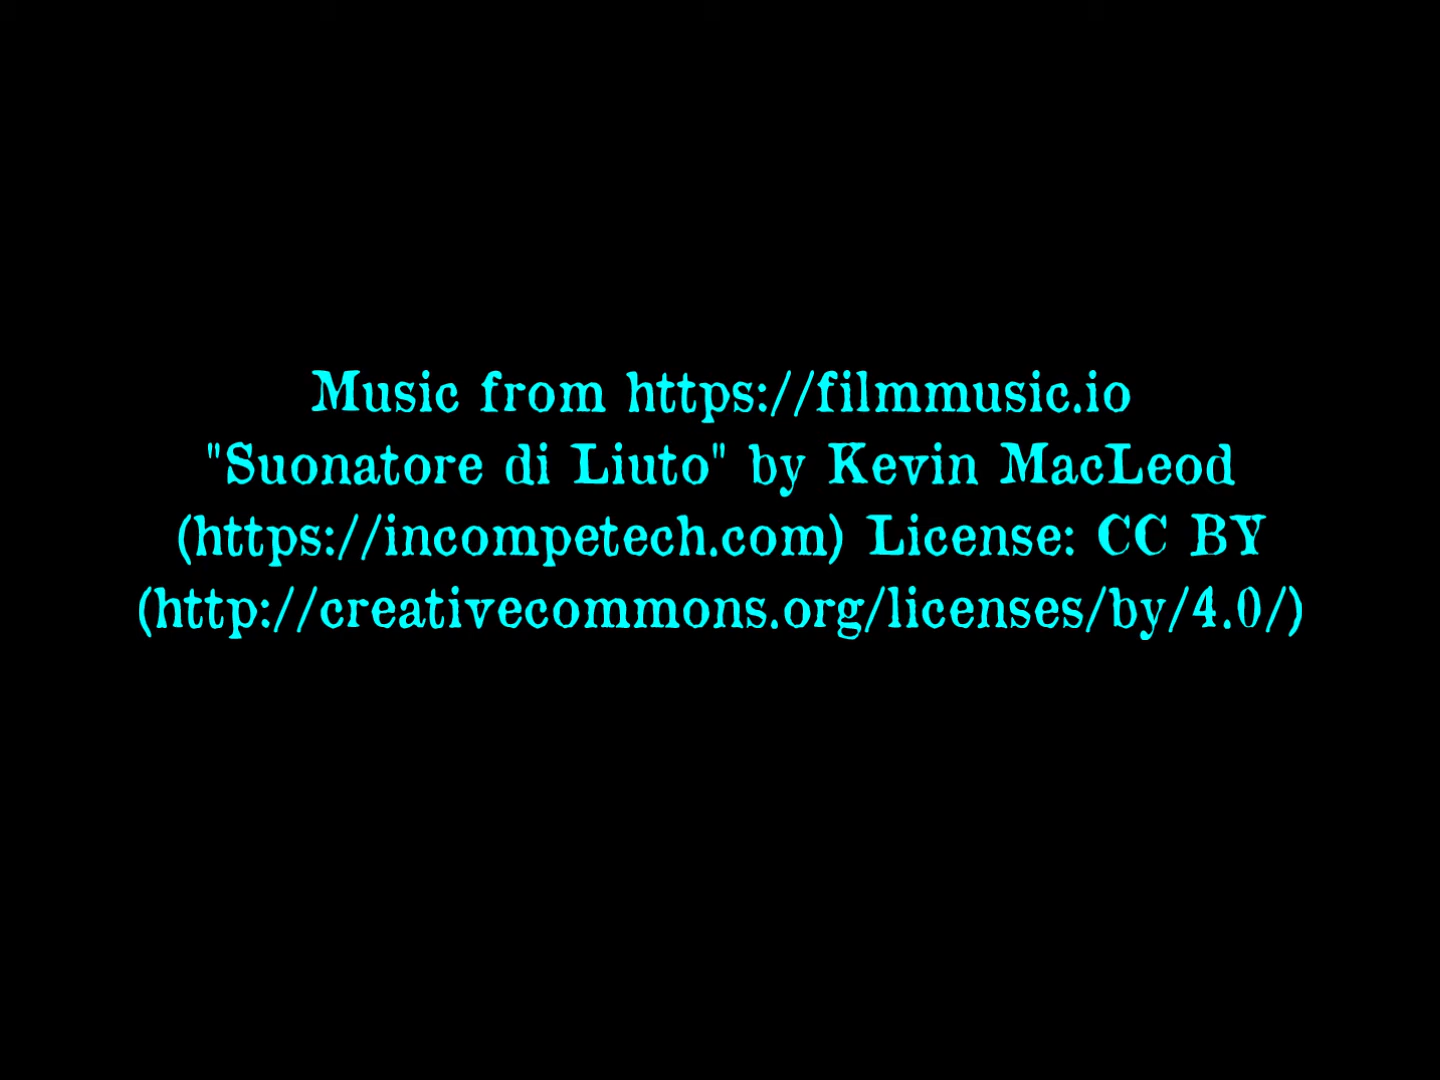 Music from https://filmmusic.io
"Suonatore di Liuto" by Kevin MacLeod
(https://incompetech.com) License: CC BY
(http://creativecommons.org/licenses/by/4.0/)